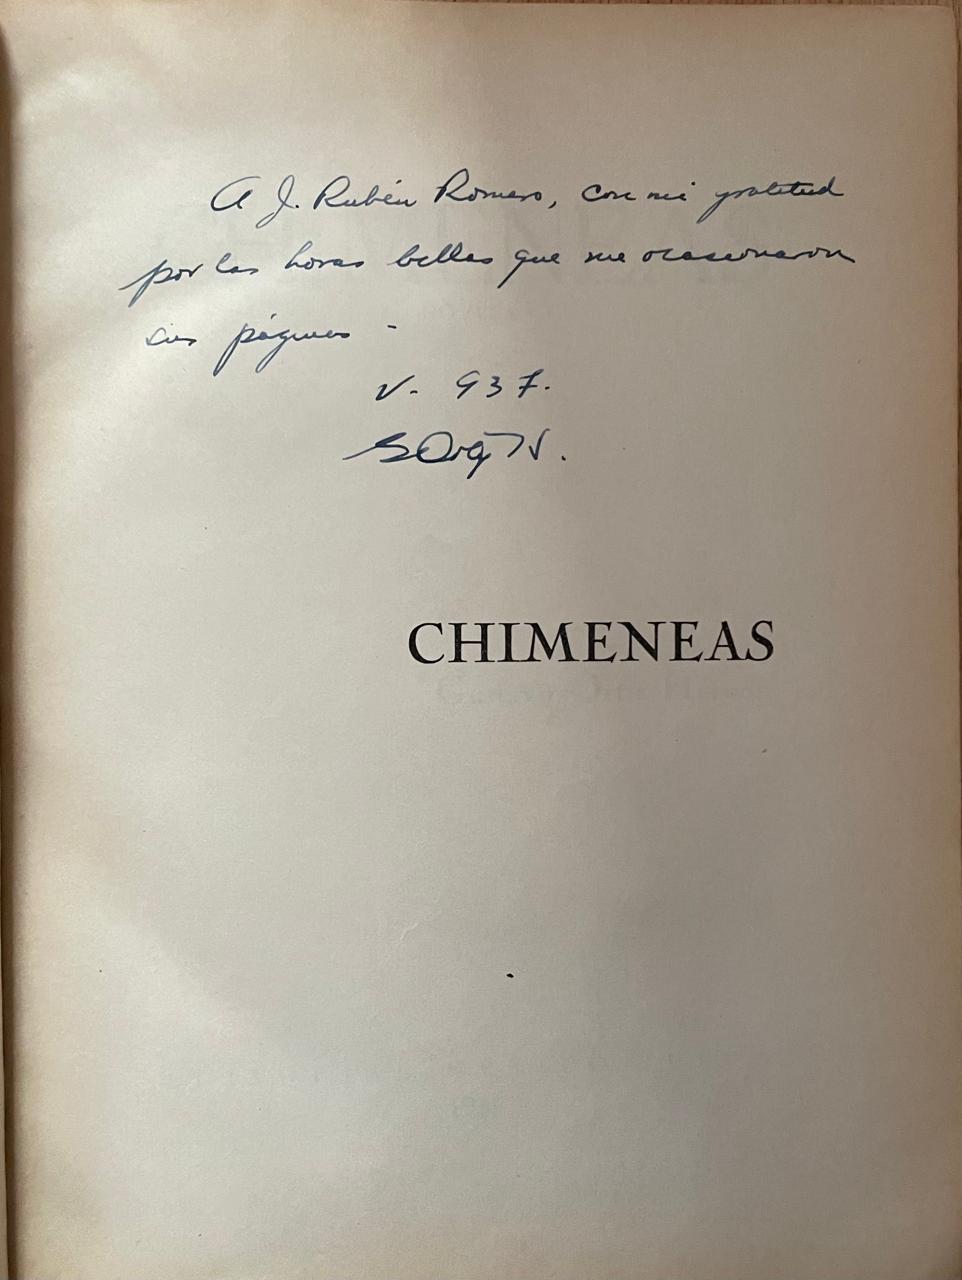 A J. Rubén Romero, con mi gratitud
por las horas bellas que me ocasionaron
sus páginas -
V. 937.
CHIMENEAS